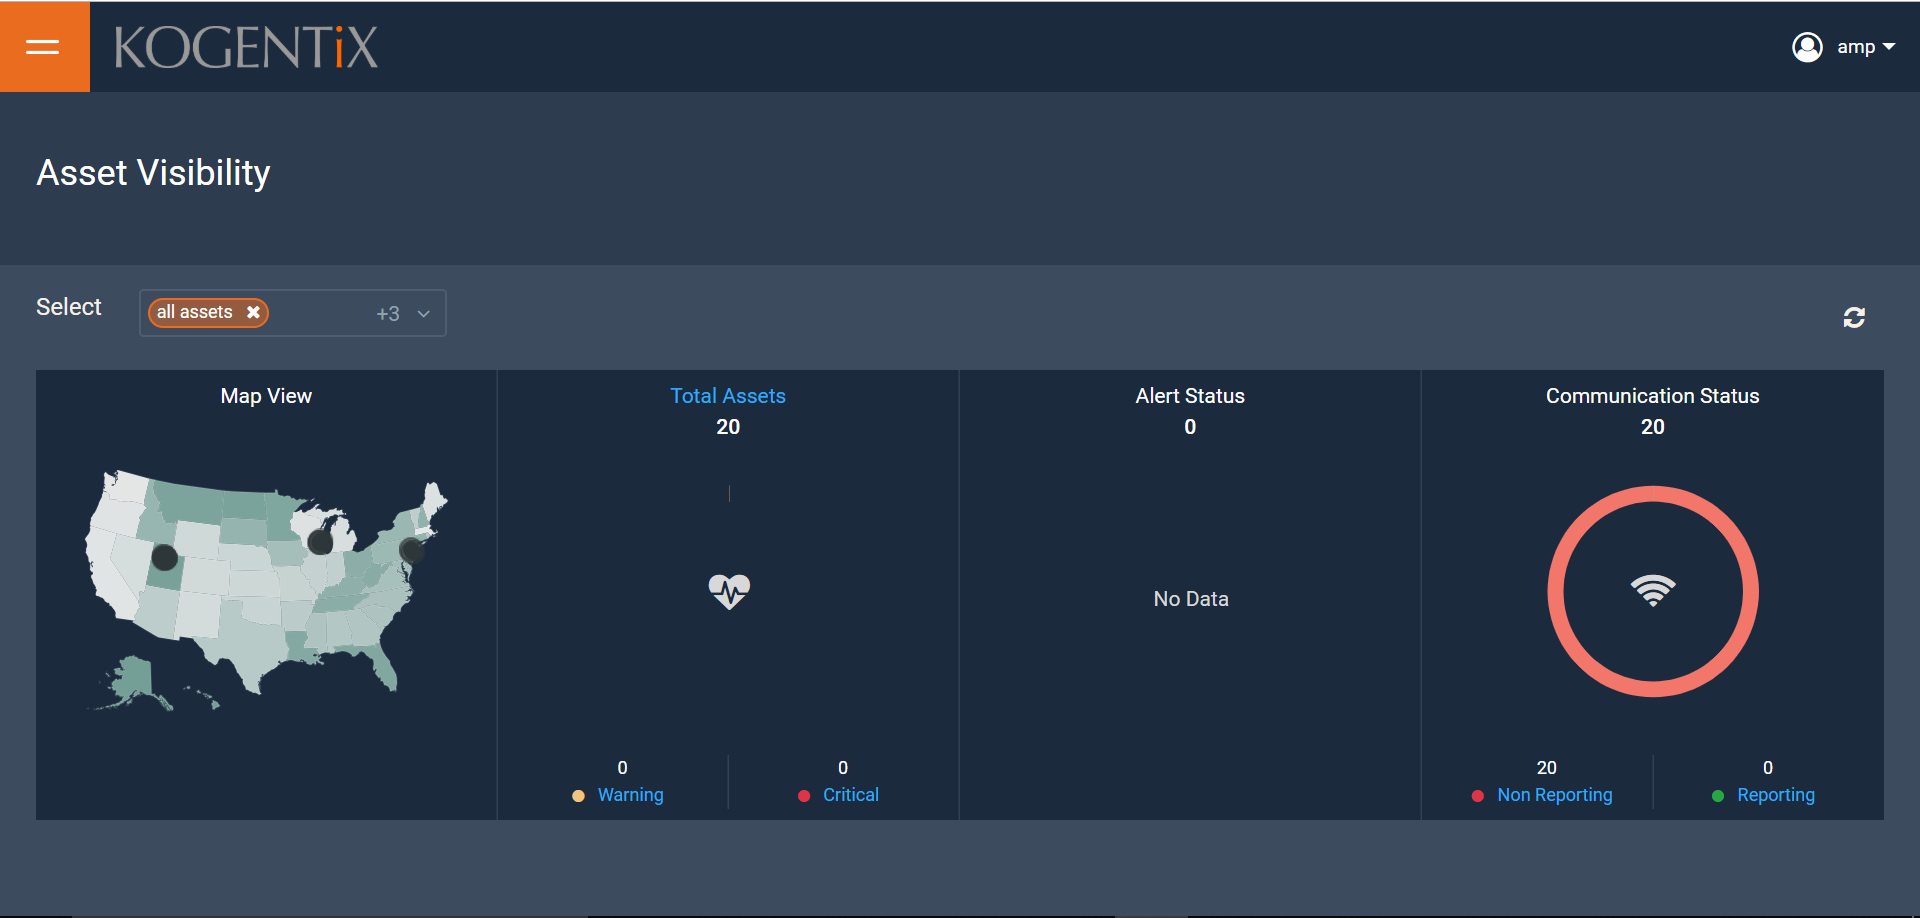 KOGENTiX
amp
Asset Visibility
Select
all assets
+3
Map View
Total Assets
20
0
Warning
0
Critical
Alert Status
0
No Data
Communication Status
20
20
Non Reporting
0
Reporting